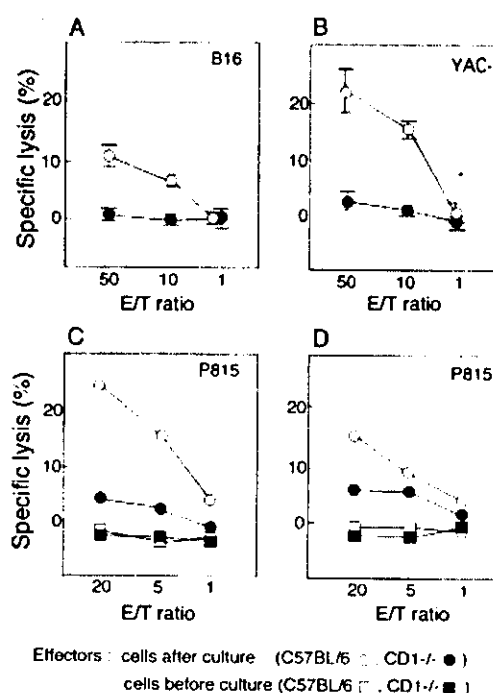 A
B16
Specific lysis (%)
20
10
0
50 10 1
E/T ratio
B
YAC-
20
10
0
50 10 1
E/T ratio
C
P815
Specific lysis (%)
20
10
0
20 5 1
E/T ratio
D
P815
20
10
0
20 5 1
E/T ratio
Effectors : cells after culture (C57BL/6 ○, CD1-/- ● )
cells before culture (C57BL/6 □, CD1-/- ■ )